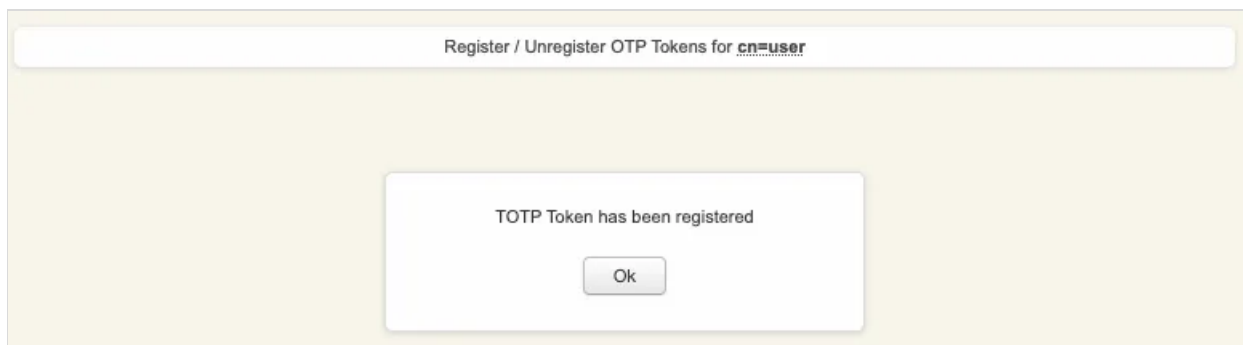 Register / Unregister OTP Tokens for cn=user
TOTP Token has been registered
Ok